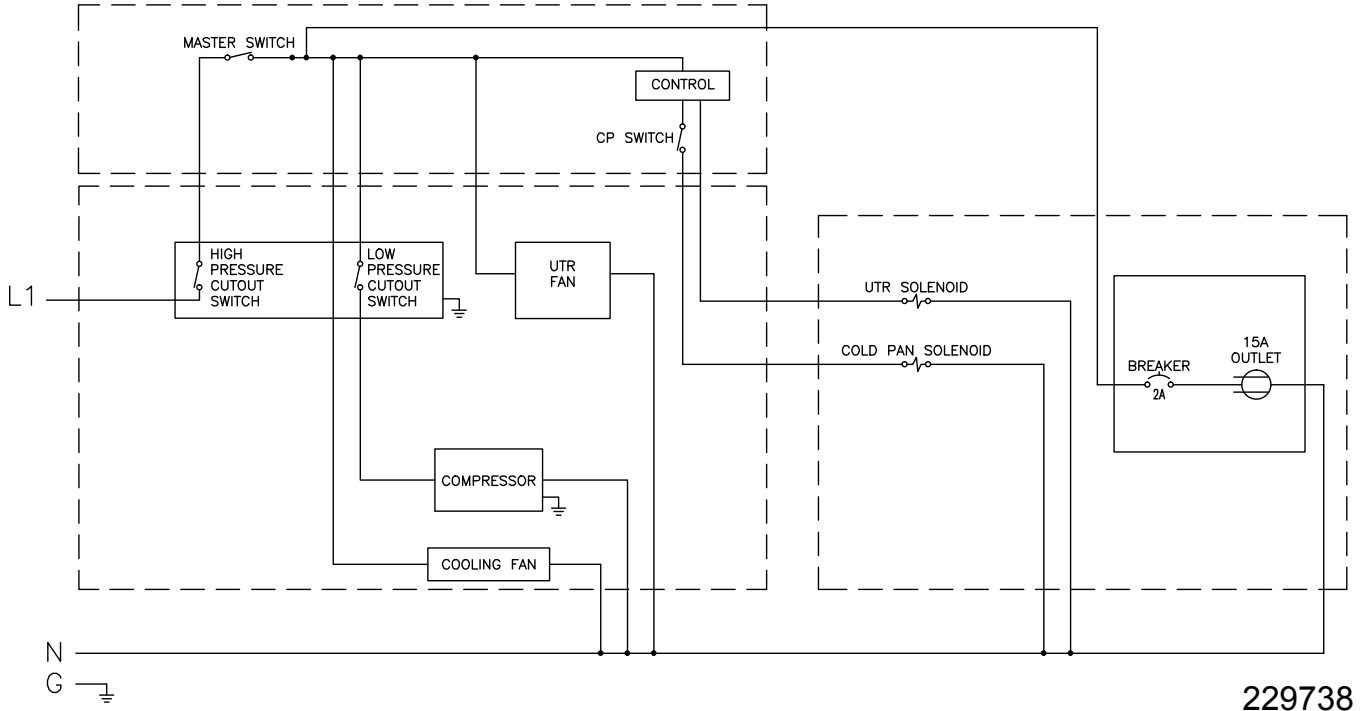 MASTER SWITCH
CONTROL
CP SWITCH
HIGH
PRESSURE
CUTOUT
SWITCH
LOW
PRESSURE
CUTOUT
SWITCH
UTR
FAN
L1
UTR SOLENOID
COLD PAN SOLENOID
15A
OUTLET
BREAKER
2A
COMPRESSOR
COOLING FAN
N
G
229738